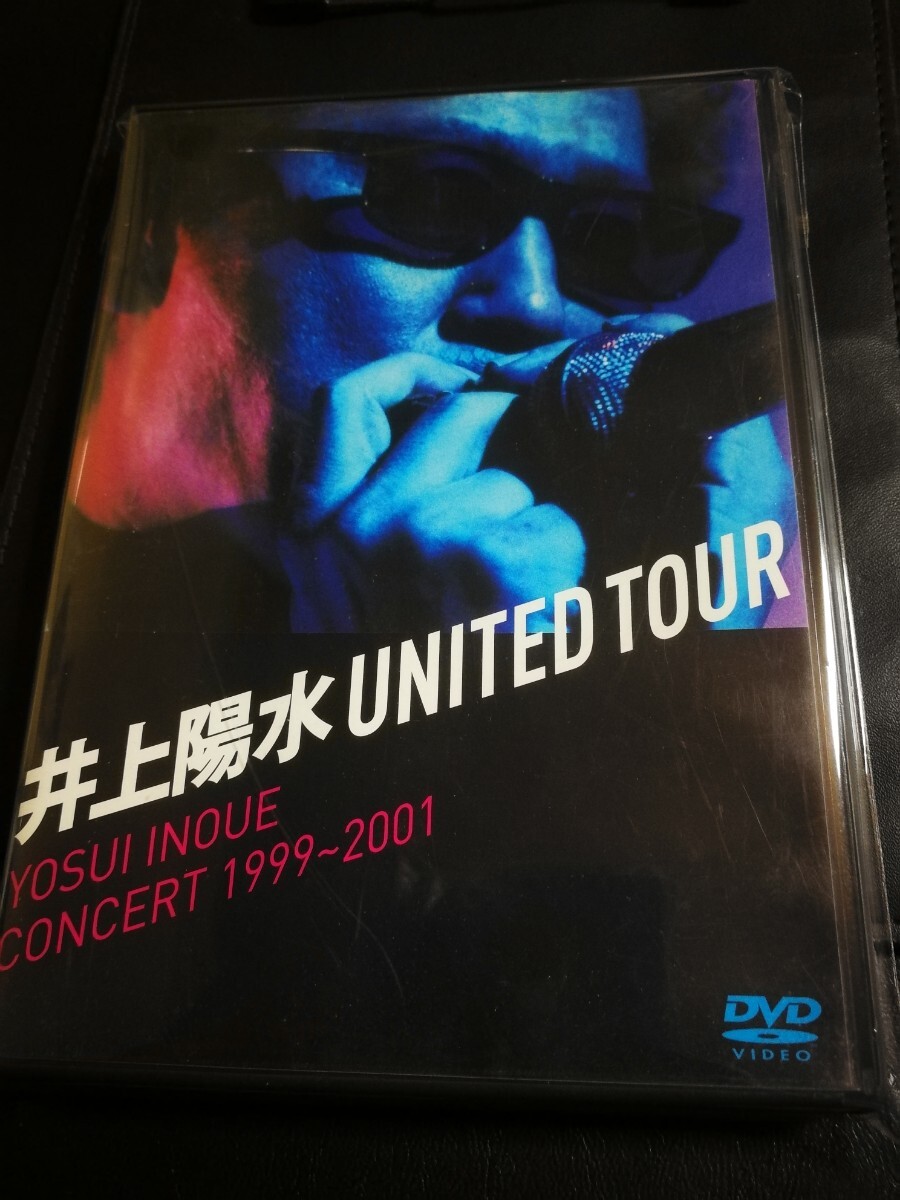 井上陽水 UNITED TOUR
YOSUI INOUE
CONCERT 1999~2001
DVD
VIDEO